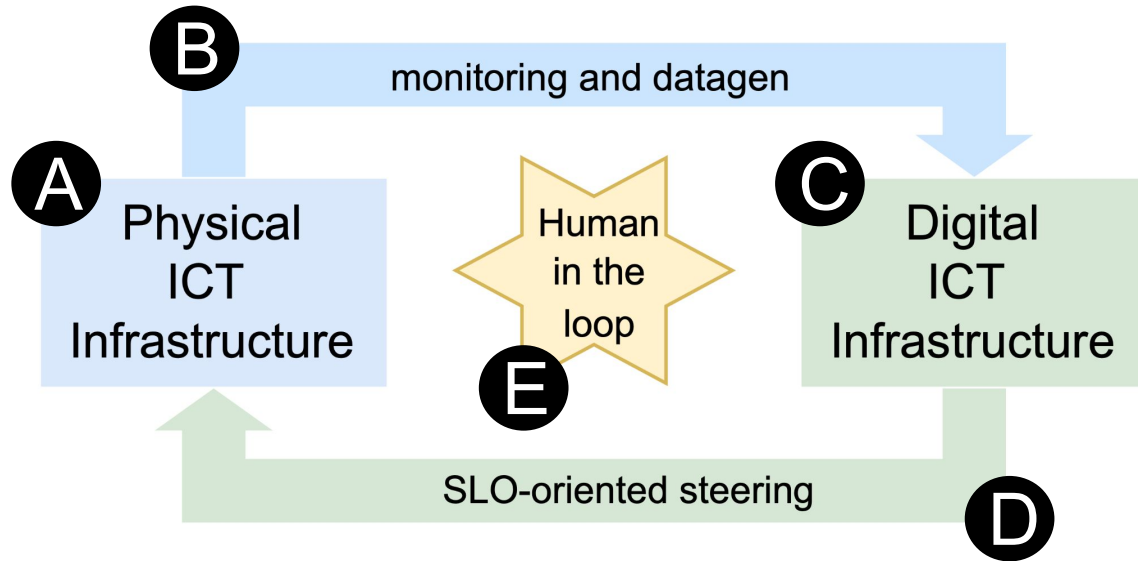 B
monitoring and datagen
A
Physical
ICT
Infrastructure
Human
in the
loop
E
C
Digital
ICT
Infrastructure
SLO-oriented steering
D